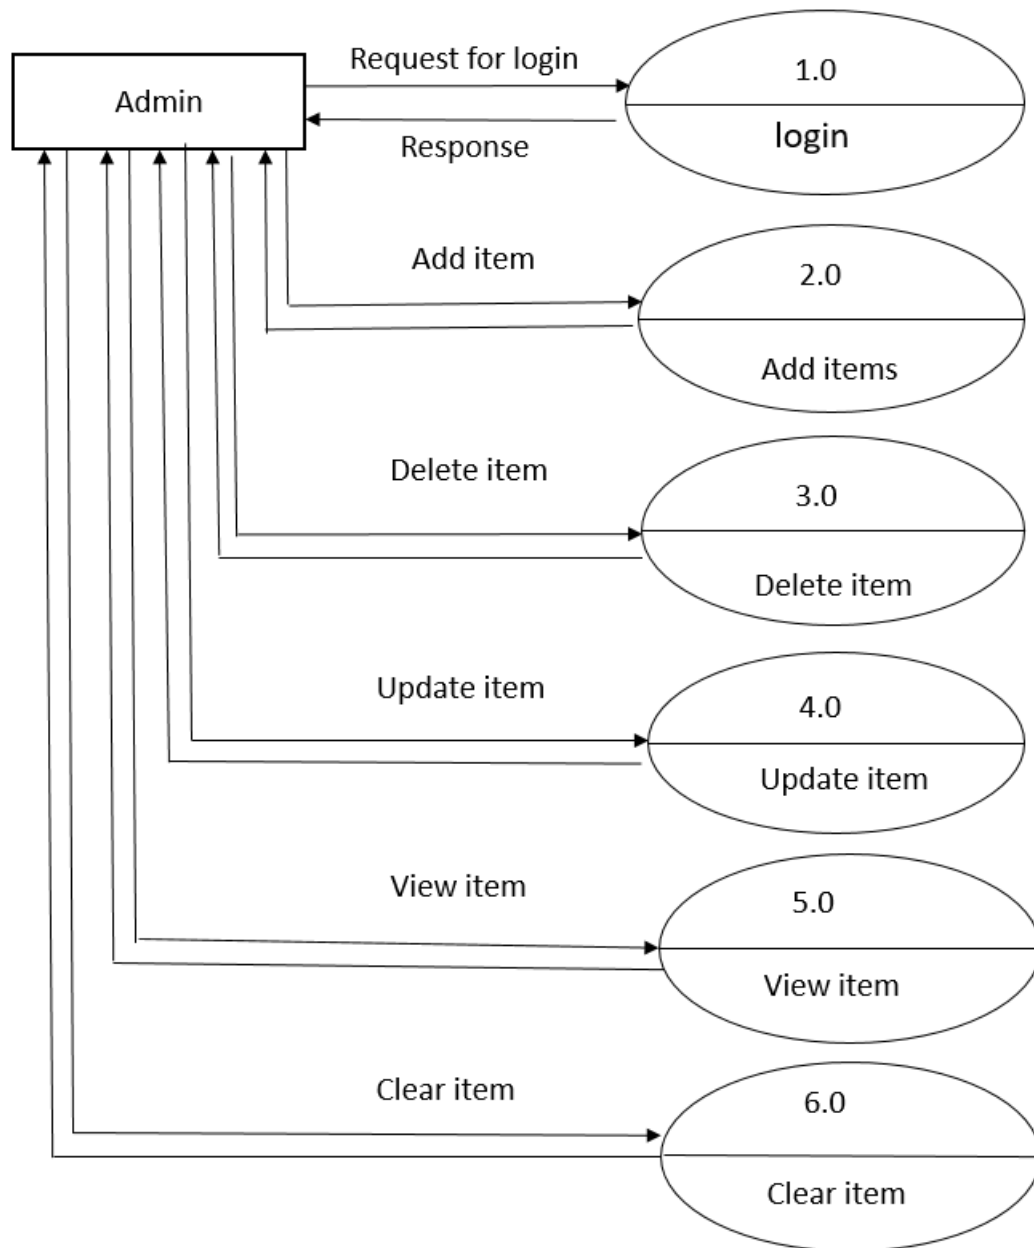 Admin
Request for login
Response
1.0
login
Add item
2.0
Add items
Delete item
3.0
Delete item
Update item
4.0
Update item
View item
5.0
View item
Clear item
6.0
Clear item